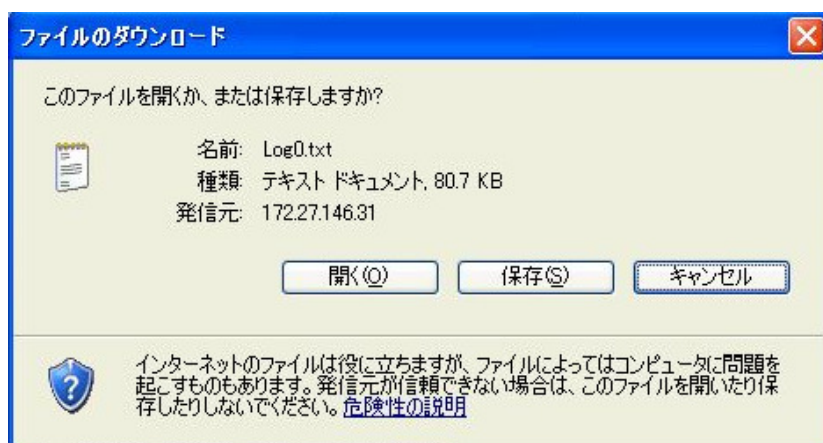 ファイルのダウンロード
このファイルを開くか、または保存しますか?
名前: Log0.txt
種類: テキスト ドキュメント, 80.7 KB
発信元: 172.27.146.31
開く(O) 保存(S) キャンセル
インターネットのファイルは役に立ちますが、ファイルによってはコンピュータに問題を
起こすものもあります。発信元が信頼できない場合は、このファイルを開いたり保
存したりしないでください。危険性の説明